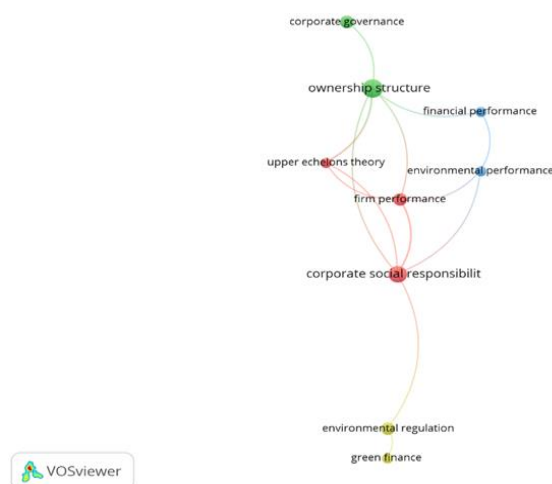 corporate governance
ownership structure
financial performance
upper echelons theory
environmental performance
firm performance
corporate social responsibilit
environmental regulation
green finance
VOSviewer